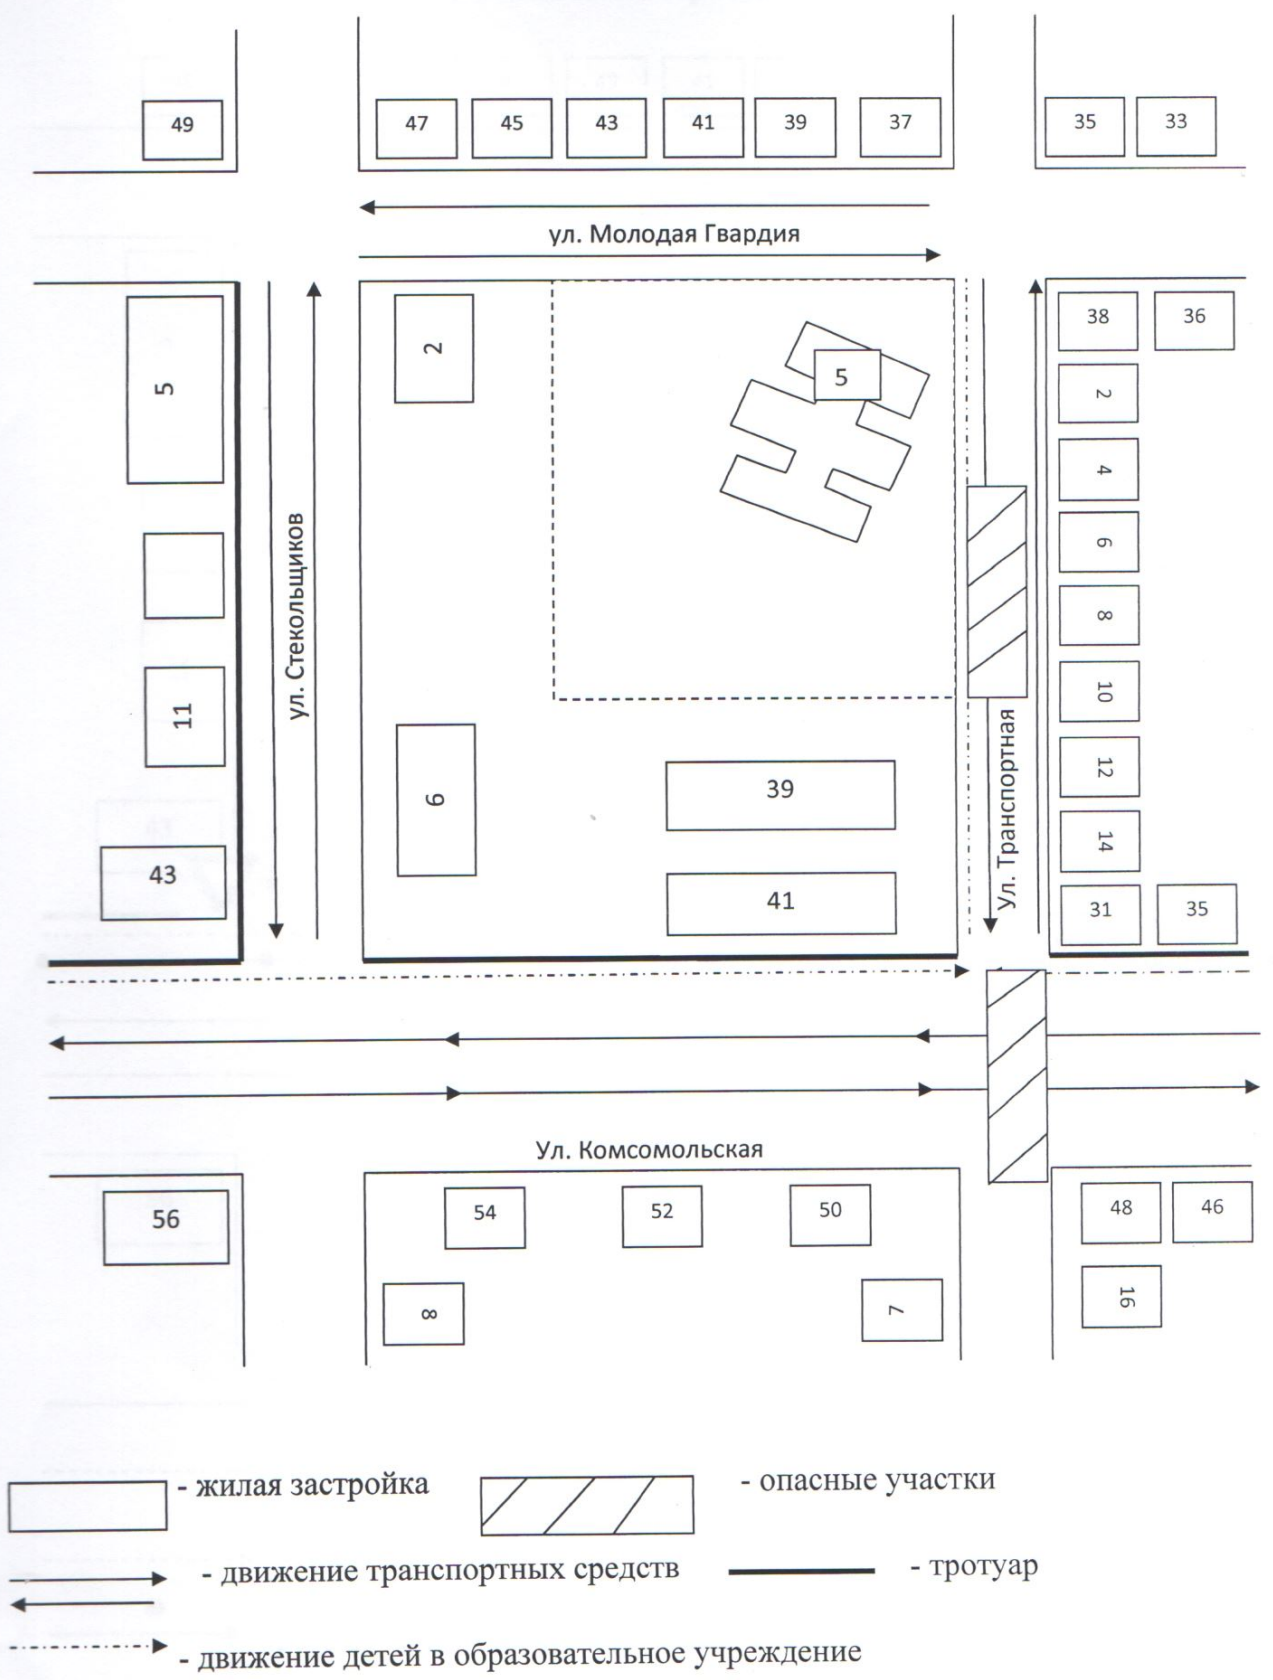 49 47 45 43 41 39 37 35 33
ул. Молодая Гвардия
5 2 5 38 36
2
4
6
8
10
12
14
31 35
ул. Стекольщиков
11
43
6
39
41
Ул. Транспортная
Ул. Комсомольская
56 54 52 50 48 46
8 7 16
- жилая застройка
- опасные участки
- движение транспортных средств
- тротуар
- движение детей в образовательное учреждение